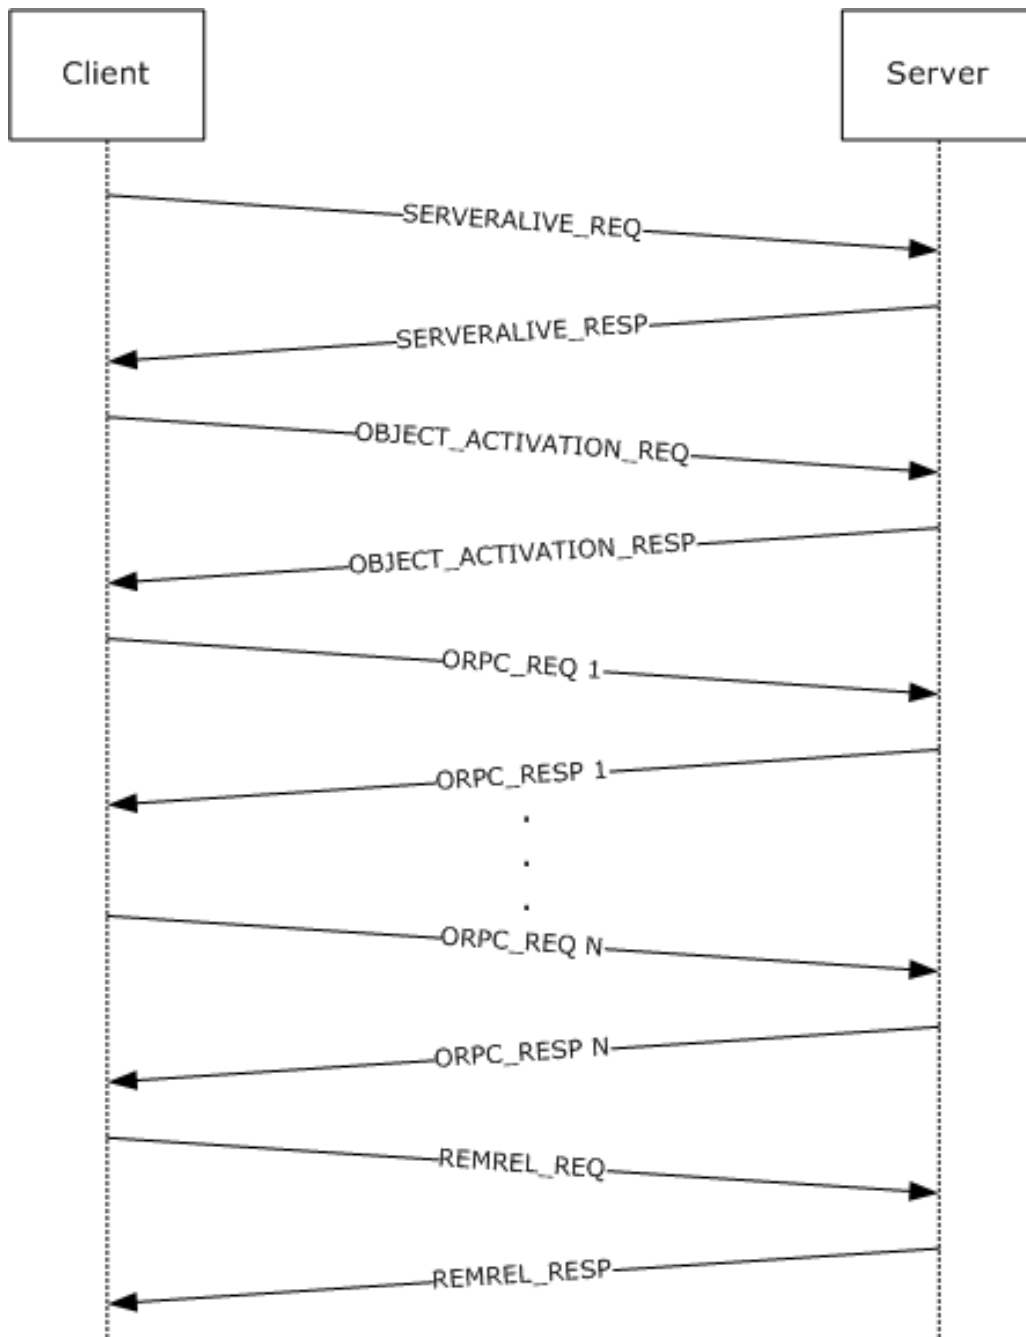 Client
Server
SERVERALIVE_REQ
SERVERALIVE_RESP
OBJECT_ACTIVATION_REQ
OBJECT_ACTIVATION_RESP
ORPC_REQ 1
ORPC_RESP 1
.
.
.
ORPC_REQ N
ORPC_RESP N
REMREL_REQ
REMREL_RESP